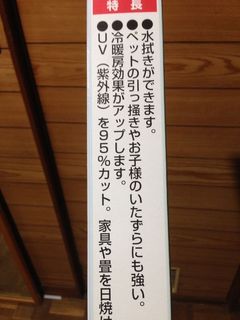 特長
●水拭きができます。
●ペットの引っ掻きやお子様のいたずらにも強い。
●冷暖房効果がアップします。
●UV(紫外線)を95%カット。家具や畳を日焼け